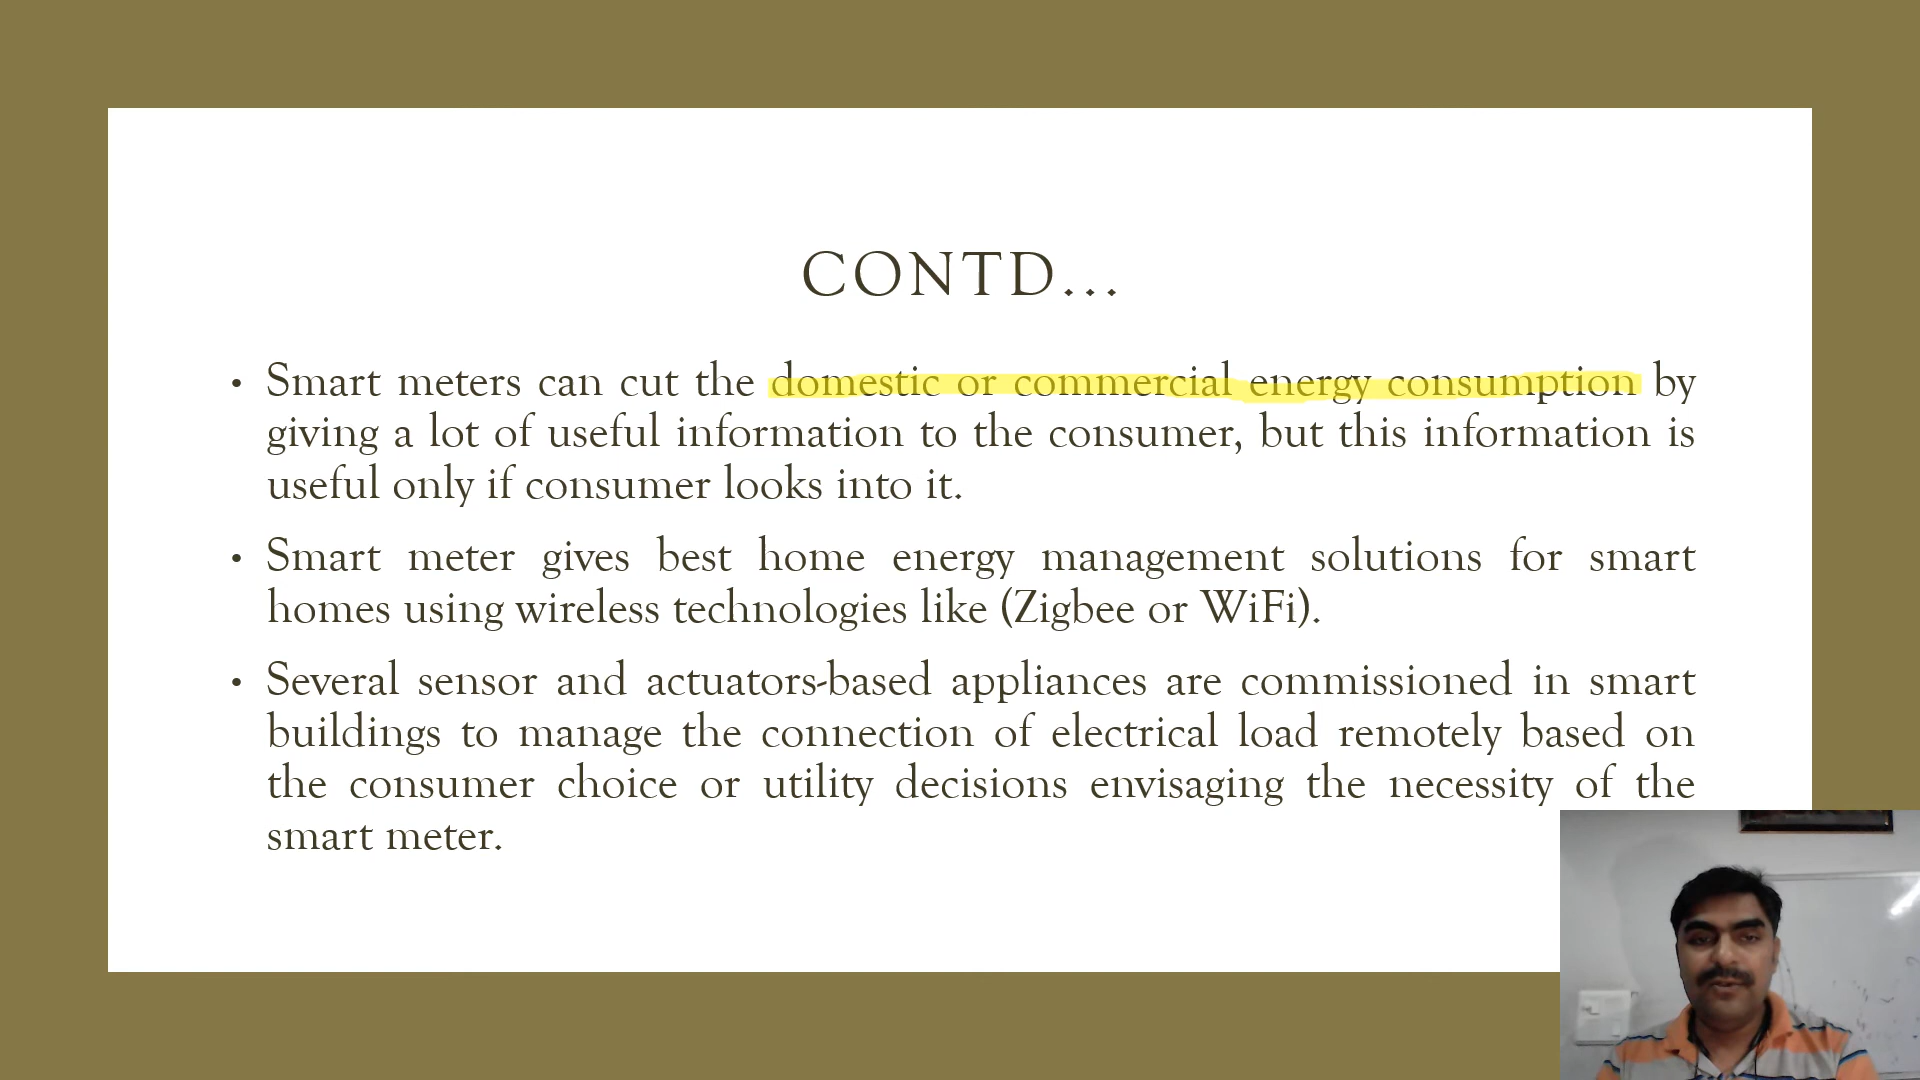 CONTD...
• Smart meters can cut the domestic or commercial energy consumption by
giving a lot of useful information to the consumer, but this information is
useful only if consumer looks into it.
• Smart meter gives best home energy management solutions for smart
homes using wireless technologies like (Zigbee or WiFi).
• Several sensor and actuators-based appliances are commissioned in smart
buildings to manage the connection of electrical load remotely based on
the consumer choice or utility decisions envisaging the necessity of the
smart meter.